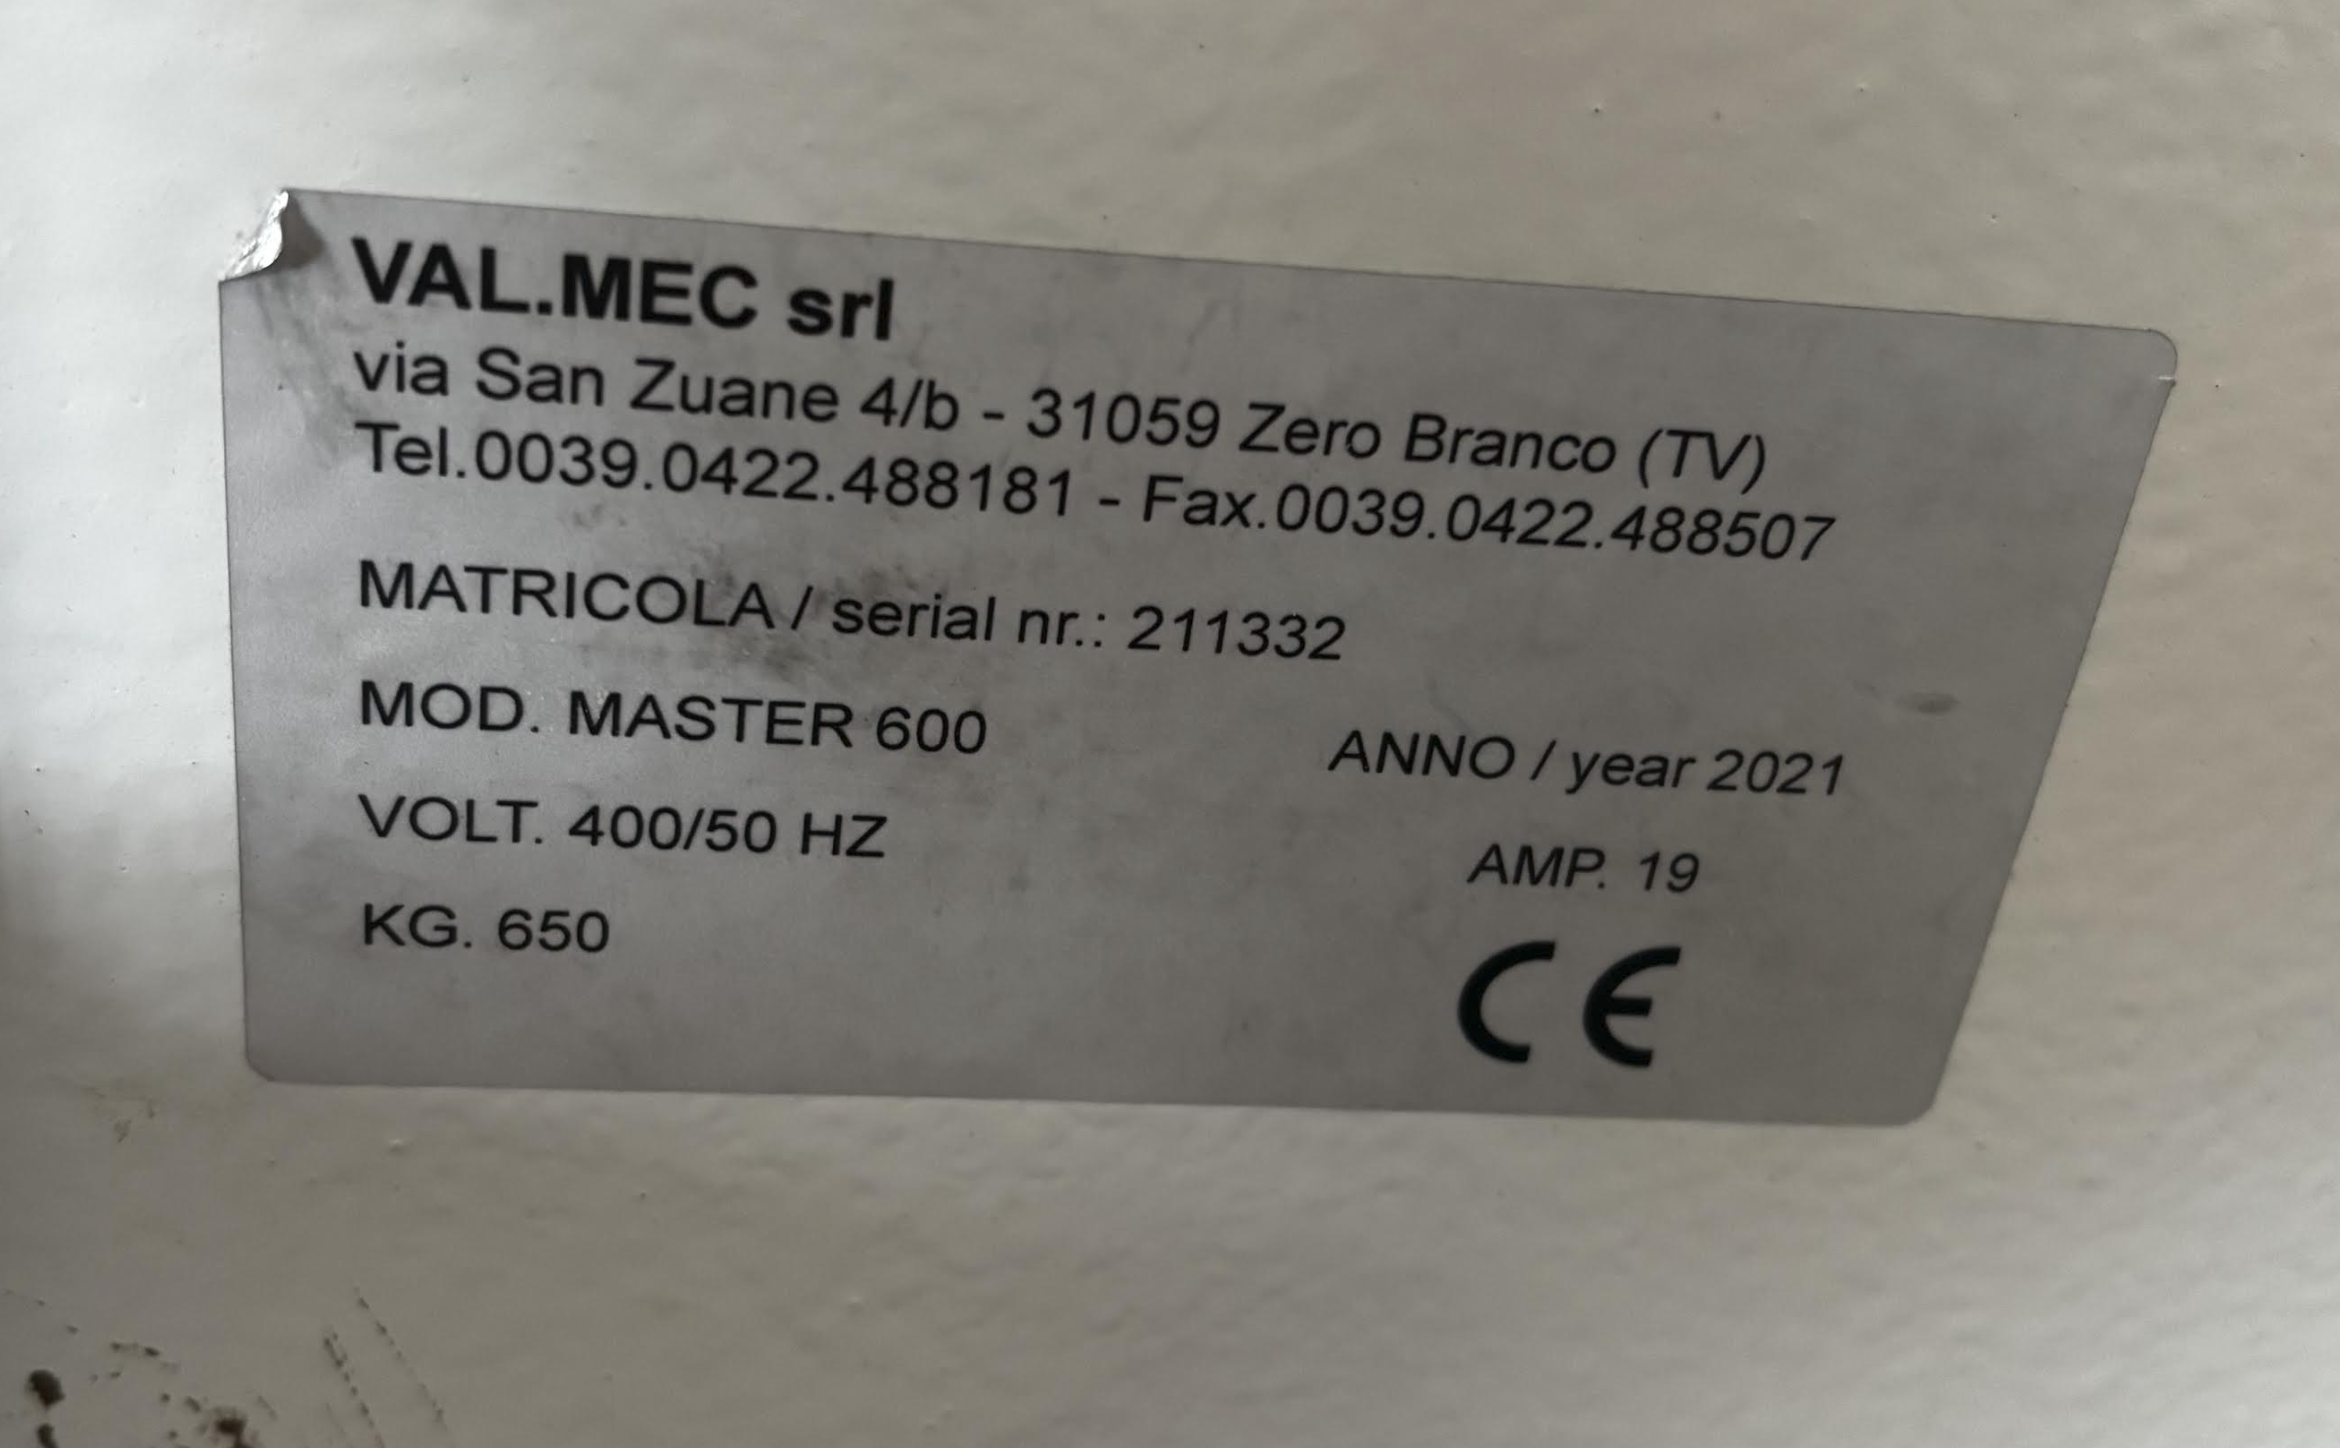 VAL.MEC srl
via San Zuane 4/b - 31059 Zero Branco (TV)
Tel.0039.0422.488181 - Fax.0039.0422.488507
MATRICOLA / serial nr.: 211332
MOD. MASTER 600 ANNO / year 2021
VOLT. 400/50 HZ AMP. 19
KG. 650 CE